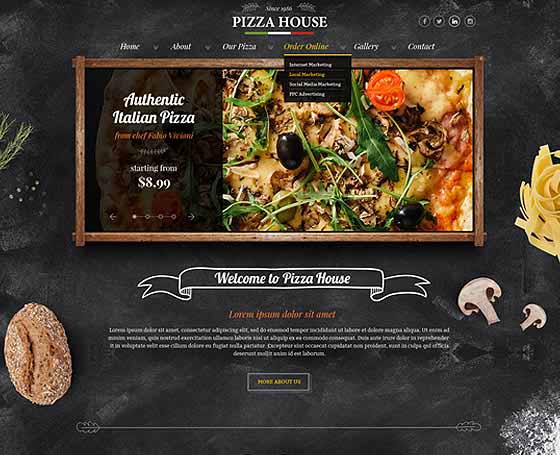 Since 1986
PIZZA HOUSE
Home About Our Pizza Order Online Gallery Contact
Internet Marketing
Local Marketing
Social Media Marketing
PPC Advertising
Authentic
Italian Pizza
from chef Fabio Viviani
starting from
$8,99
Welcome to Pizza House
Lorem ipsum dolor sit amet
Lorem ipsum dolor sit amet, consectetur adipiscing elit, sed do eiusmod tempor incididunt ut labore et dolore magna aliqua. Ut enim ad
minim veniam, quis nostrud exercitation ullamco laboris nisi ut aliquip ex ea commodo consequat. Duis aute irure dolor in reprehenderit
in voluptate velit esse cillum dolore eu fugiat nulla pariatur. Excepteur sint occaecat cupidatat non proident, sunt in culpa qui officia
deserunt mollit anim id est laborum.
MORE ABOUT US